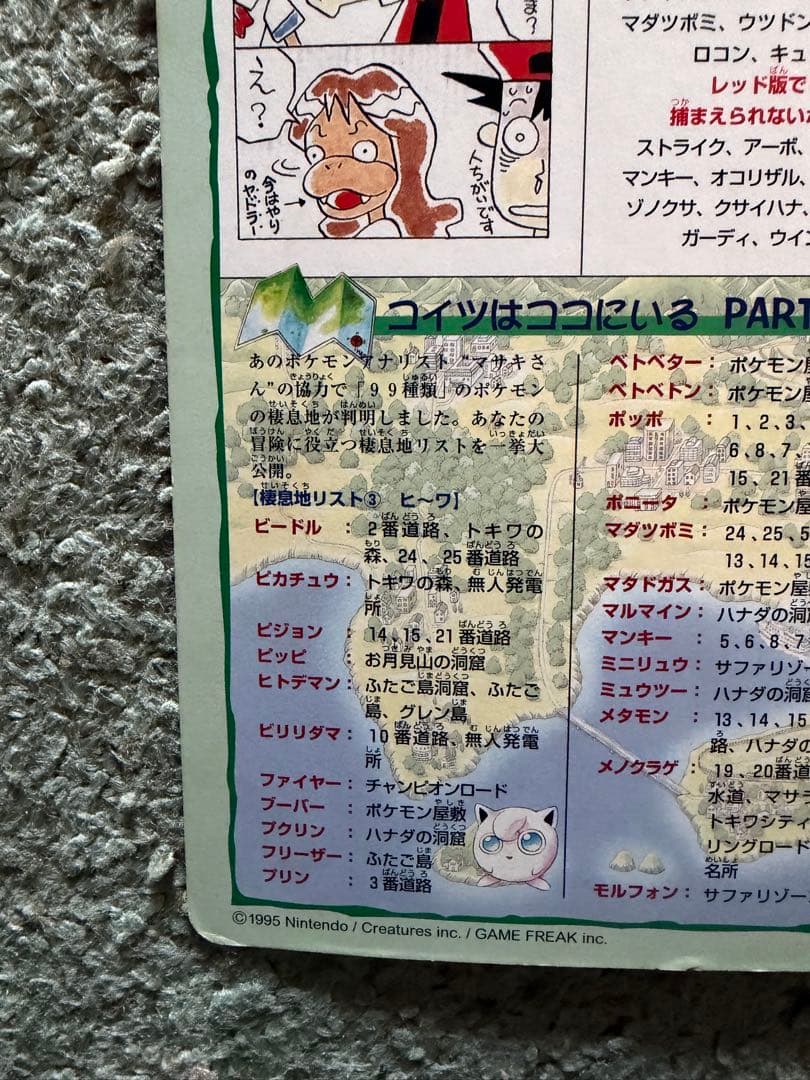 ま?
え?
今はやり
のヤドラー
人ちがいです
マダツボミ、ウツドン
ロコン、キュ
レッド版で
捕まえられない
ストライク、アーボ、
マンキー、オコリザル、
ゾノクサ、クサイハナ、
ガーディ、ウイン
コイツはココにいる PART
あのポケモンアナリスト“マサキさ
ん”の協力で「99種類」のポケモン
の棲息地が判明しました。あなたの
冒険に役立つ棲息地リストを一挙大
公開。
【棲息地リスト③ ヒ〜ワ】
ビードル : 2番道路、トキワの
森、24、25番道路
ピカチュウ: トキワの森、無人発電
所
ピジョン : 14、15、21番道路
ピッピ : お月見山の洞窟
ヒトデマン: ふたご島洞窟、ふたご
島、グレン島
ビリリダマ: 10番道路、無人発電
所
ファイヤー: チャンピオンロード
ブーバー : ポケモン屋敷
プクリン : ハナダの洞窟
フリーザー: ふたご島
プリン : 3番道路
ベトベター: ポケモン屋
ベトベトン: ポケモン屋
ポッポ : 1、2、3、
6、8、7、
15、21番
ポニータ : ポケモン屋
マダツボミ: 24、25、5
13、14、15
マタドガス: ポケモン屋
マルマイン: ハナダの洞
マンキー : 5、6、8、7
ミニリュウ: サファリゾー
ミュウツー: ハナダの洞窟
メタモン : 13、14、15
路、ハナダの
メノクラゲ : 19、20番道
水道、マサラ
トキワシティ
リングロード
名所
モルフォン: サファリゾー
©1995 Nintendo / Creatures inc. / GAME FREAK inc.